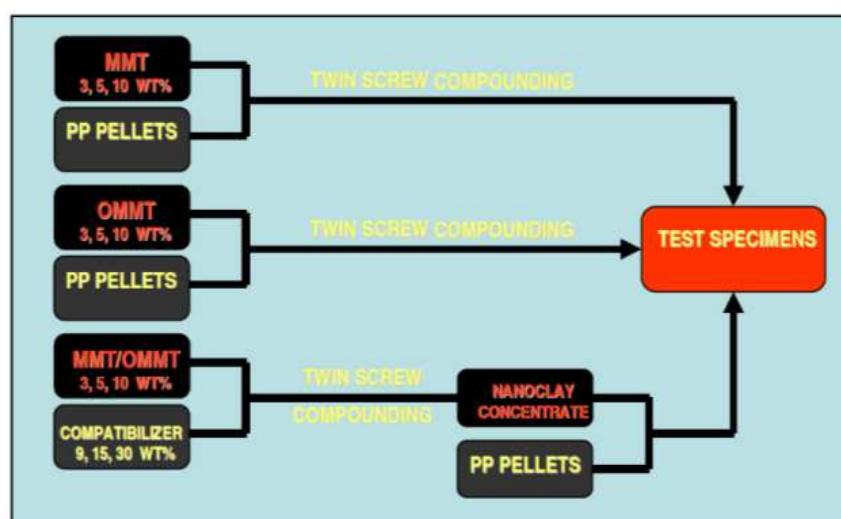 MMT
3, 5, 10 WT%
PP PELLETS
TWIN SCREW COMPOUNDING
OMMT
3, 5, 10 WT%
PP PELLETS
TWIN SCREW COMPOUNDING
TEST SPECIMENS
MMT/OMMT
3, 5, 10 WT%
COMPATIBILIZER
9, 15, 30 WT%
TWIN SCREW
COMPOUNDING
NANOCLAY
CONCENTRATE
PP PELLETS